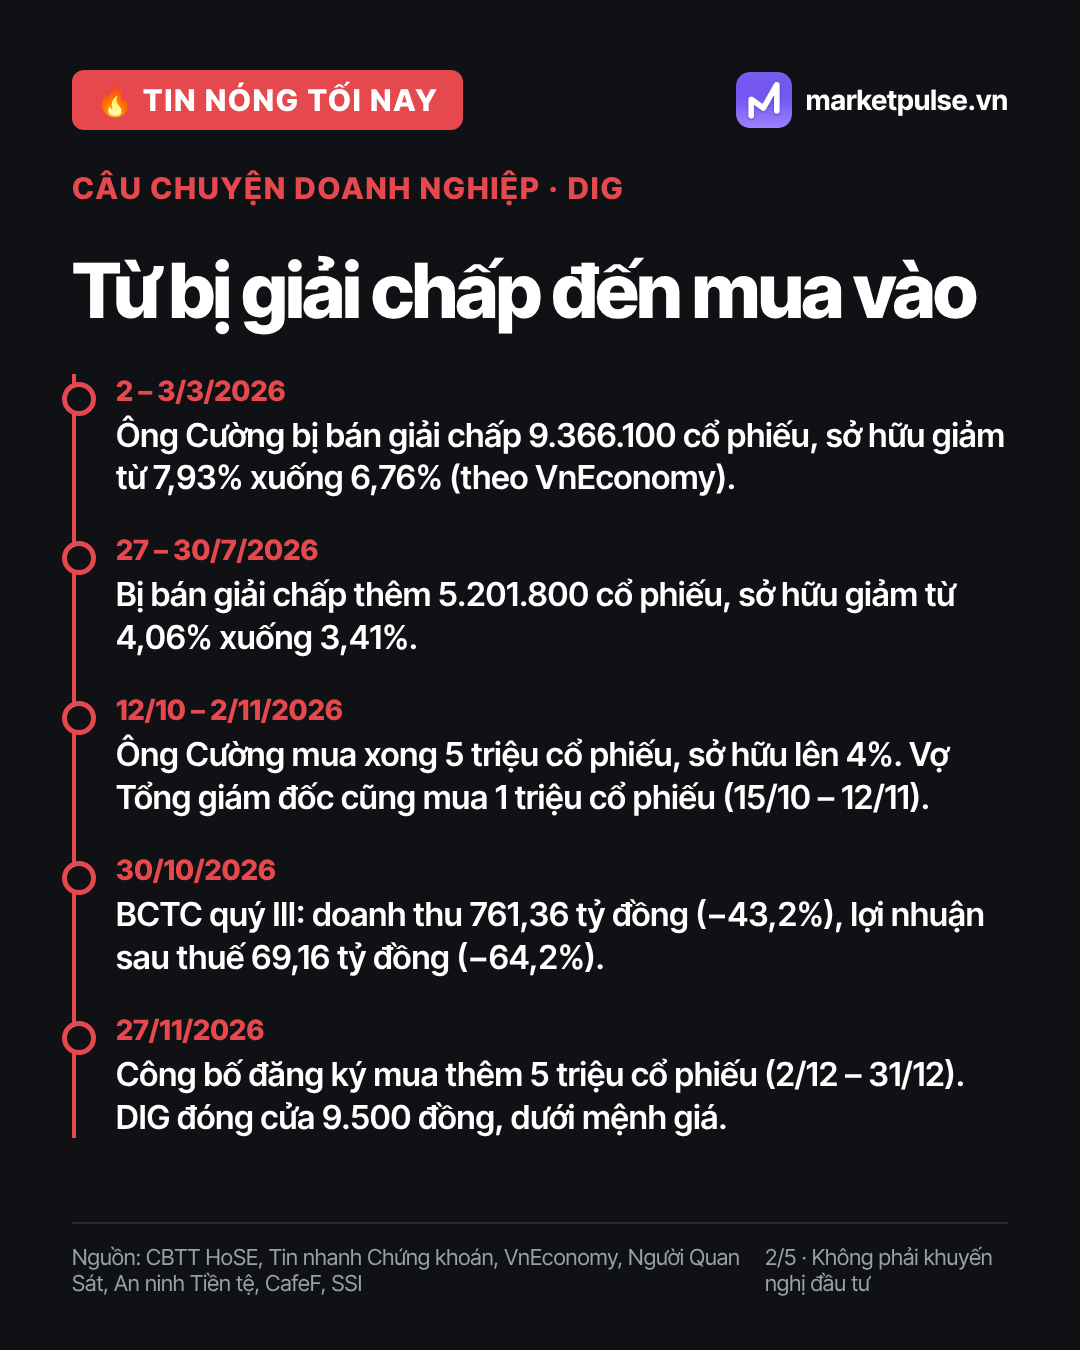 🔥 TIN NÓNG TỐI NAY
marketpulse.vn
CÂU CHUYỆN DOANH NGHIỆP · DIG
Từ bị giải chấp đến mua vào
2 – 3/3/2026
Ông Cường bị bán giải chấp 9.366.100 cổ phiếu, sở hữu giảm
từ 7,93% xuống 6,76% (theo VnEconomy).
27 – 30/7/2026
Bị bán giải chấp thêm 5.201.800 cổ phiếu, sở hữu giảm từ
4,06% xuống 3,41%.
12/10 – 2/11/2026
Ông Cường mua xong 5 triệu cổ phiếu, sở hữu lên 4%. Vợ
Tổng giám đốc cũng mua 1 triệu cổ phiếu (15/10 – 12/11).
30/10/2026
BCTC quý III: doanh thu 761,36 tỷ đồng (−43,2%), lợi nhuận
sau thuế 69,16 tỷ đồng (−64,2%).
27/11/2026
Công bố đăng ký mua thêm 5 triệu cổ phiếu (2/12 – 31/12).
DIG đóng cửa 9.500 đồng, dưới mệnh giá.
Nguồn: CBTT HoSE, Tin nhanh Chứng khoán, VnEconomy, Người Quan
Sát, An ninh Tiền tệ, CafeF, SSI
2/5 · Không phải khuyến
nghị đầu tư